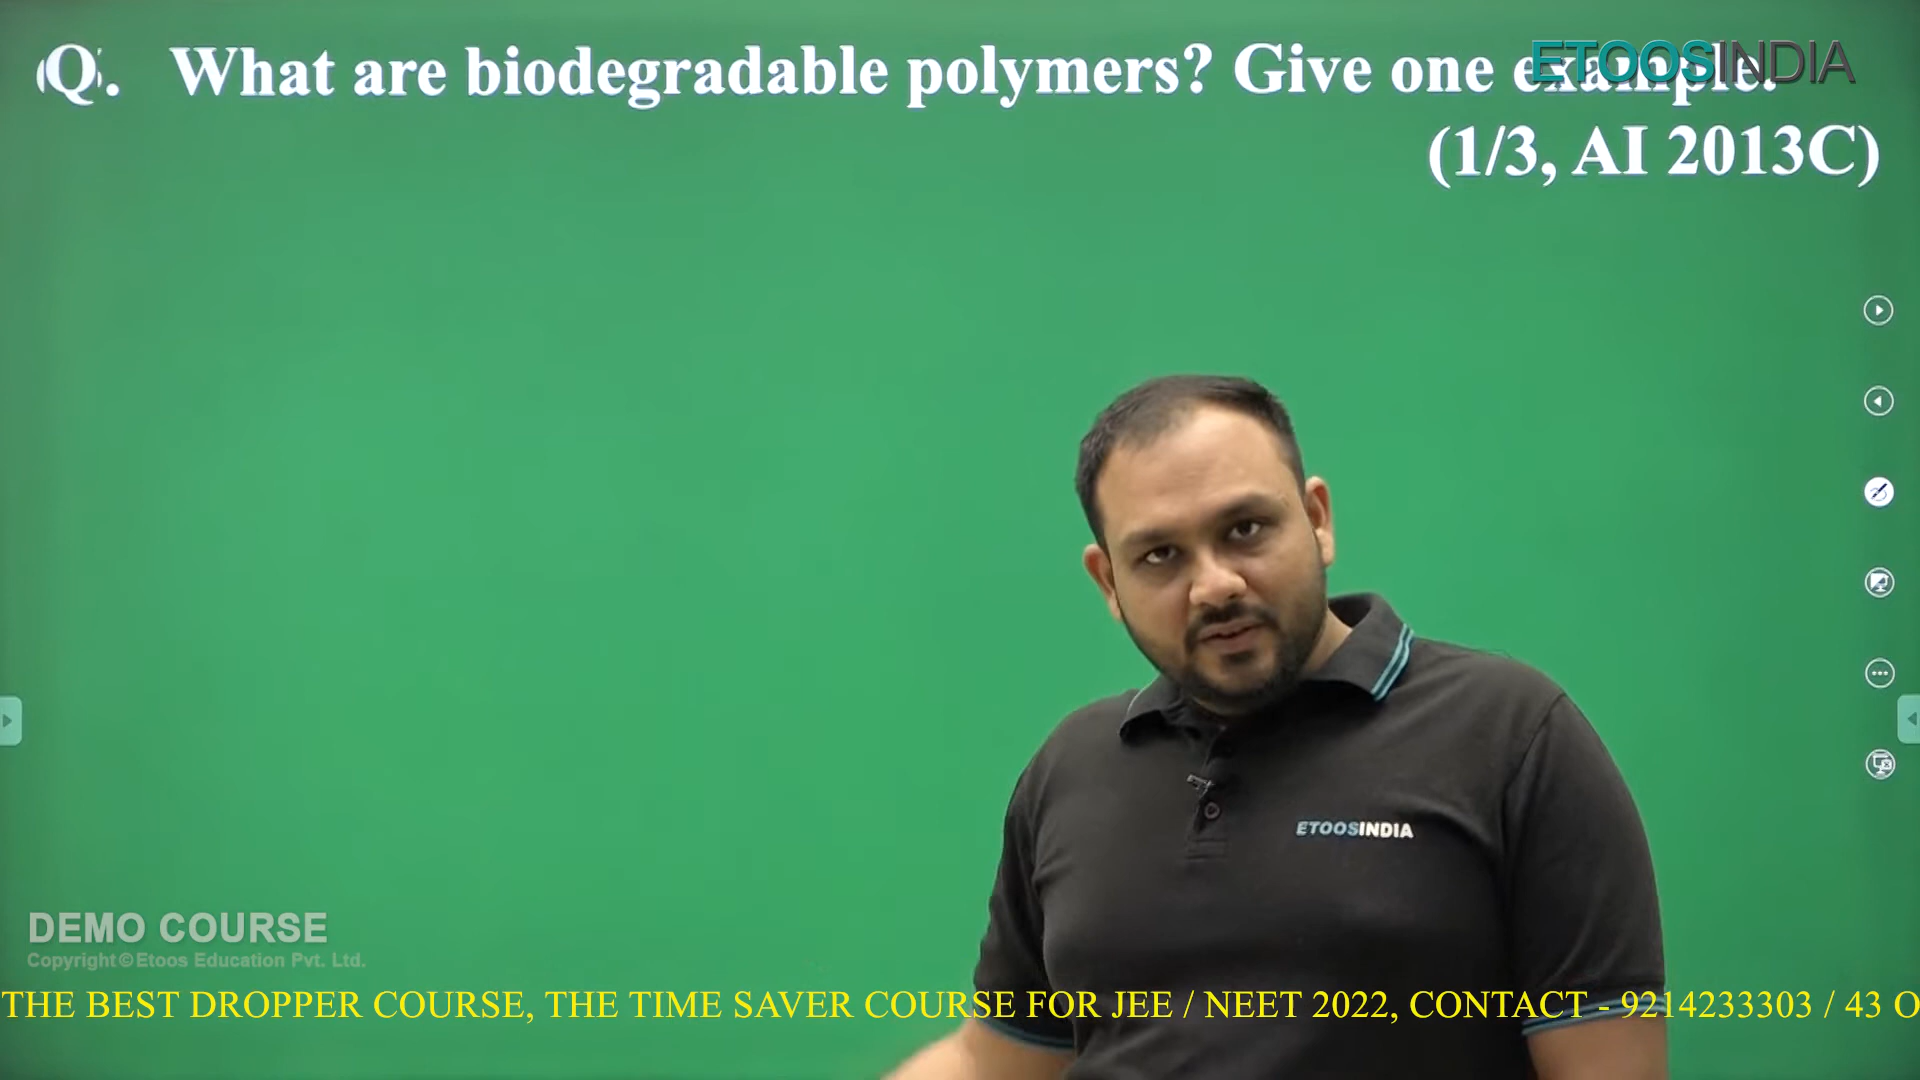 Q. What are biodegradable polymers? Give one example.
ETOOSINDIA
(1/3, AI 2013C)
ETOOSINDIA
DEMO COURSE
Copyright © Etoos Education Pvt. Ltd.
THE BEST DROPPER COURSE, THE TIME SAVER COURSE FOR JEE / NEET 2022, CONTACT - 9214233303 / 43 O